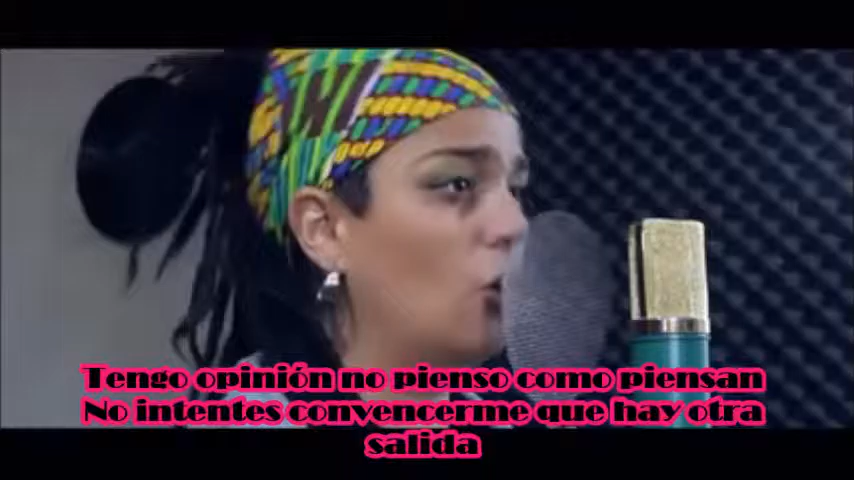 Tengo opinión no pienso como piensan
No intentes convencerme que hay otra
salida